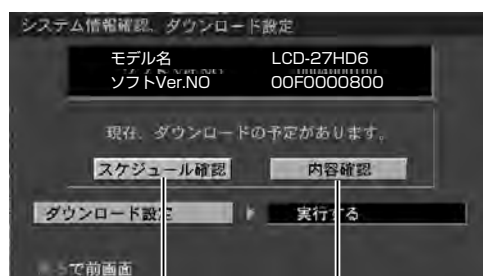 システム情報確認、ダウンロード設定
モデル名 LCD-27HD6
ソフトVer.NO 00F0000800
現在、ダウンロードの予定があります。
スケジュール確認 内容確認
ダウンロード設定 実行する
で前画面